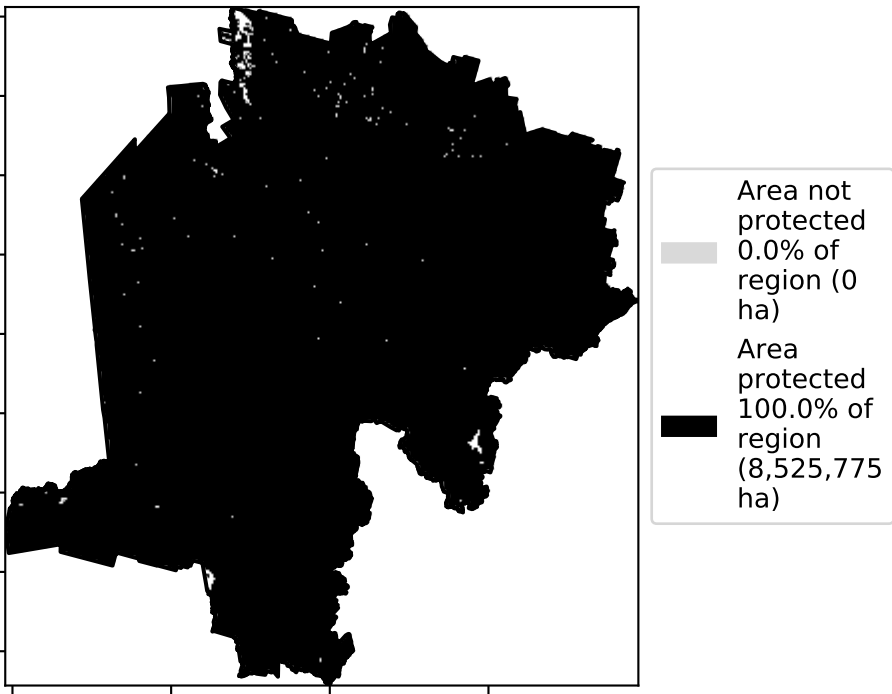 Area not
protected
0.0% of
region (0
ha)
Area
protected
100.0% of
region
(8,525,775
ha)